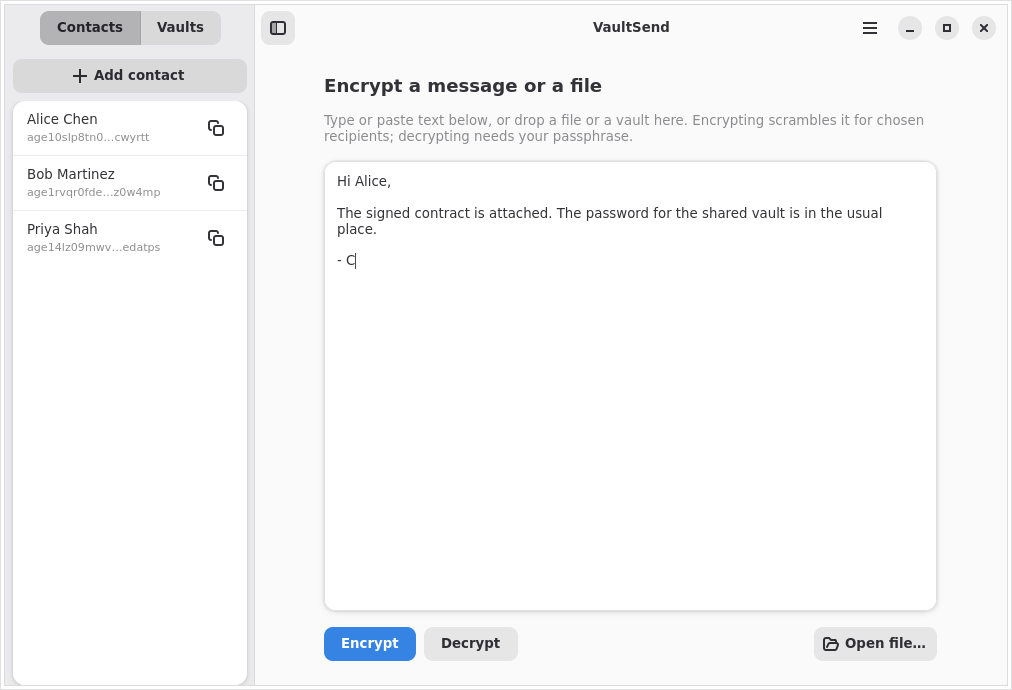 Contacts
Vaults
Add contact
Alice Chen
age10slp8tn0...cwyrtt
Bob Martinez
age1rvqr0fde...z0w4mp
Priya Shah
age14lz09mwv...edatps
VaultSend
Encrypt a message or a file
Type or paste text below, or drop a file or a vault here. Encrypting scrambles it for chosen
recipients; decrypting needs your passphrase.
Hi Alice,
The signed contract is attached. The password for the shared vault is in the usual
place.
- C
Encrypt
Decrypt
Open file...